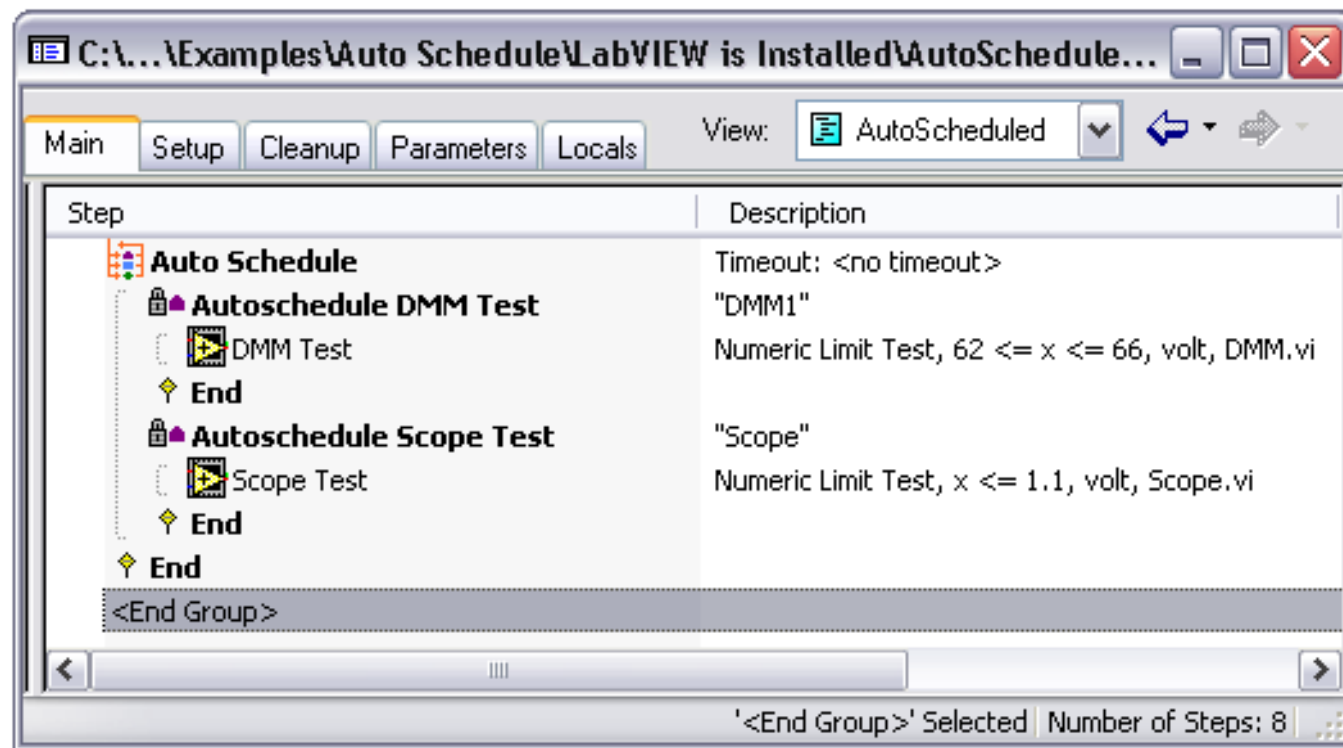 C:\...\Examples\Auto Schedule\LabVIEW is Installed\AutoSchedule...
Main Setup Cleanup Parameters Locals View: AutoScheduled
Step Description
Auto Schedule Timeout: <no timeout>
Autoschedule DMM Test "DMM1"
DMM Test Numeric Limit Test, 62 <= x <= 66, volt, DMM.vi
End
Autoschedule Scope Test "Scope"
Scope Test Numeric Limit Test, x <= 1.1, volt, Scope.vi
End
End
<End Group>
'<End Group>' Selected Number of Steps: 8